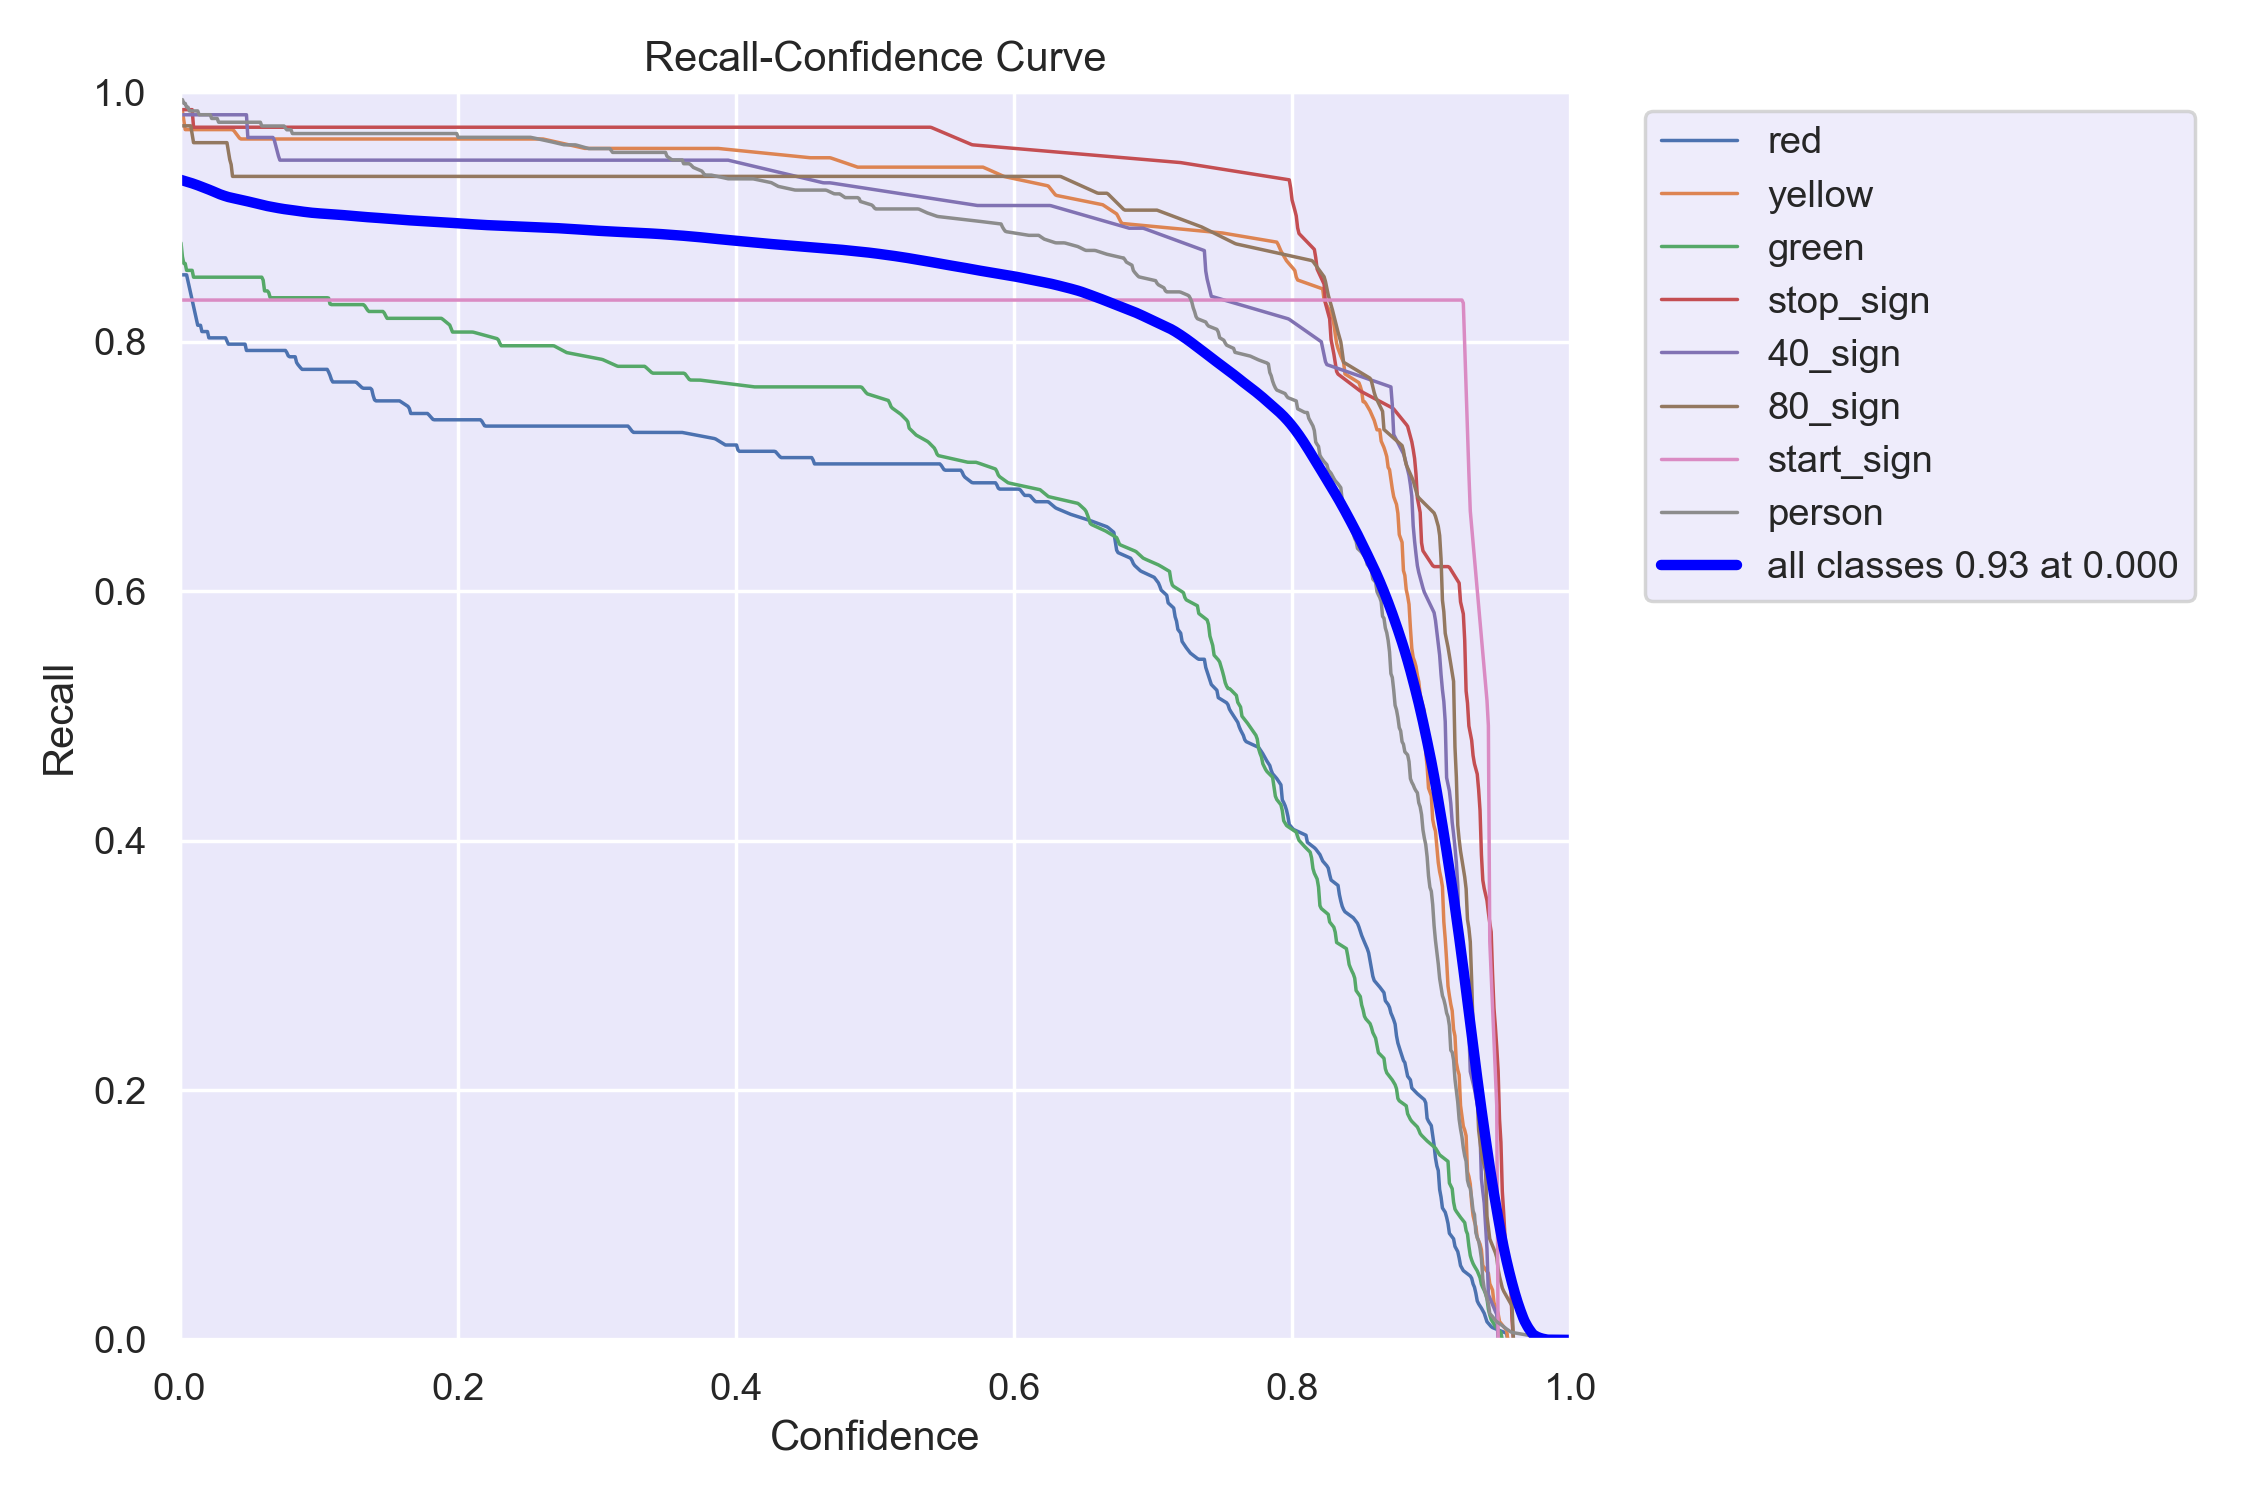 Recall-Confidence Curve
1.0
0.8
0.6
0.4
0.2
0.0
Recall
0.0 0.2 0.4 0.6 0.8 1.0
Confidence
red
yellow
green
stop_sign
40_sign
80_sign
start_sign
person
all classes 0.93 at 0.000